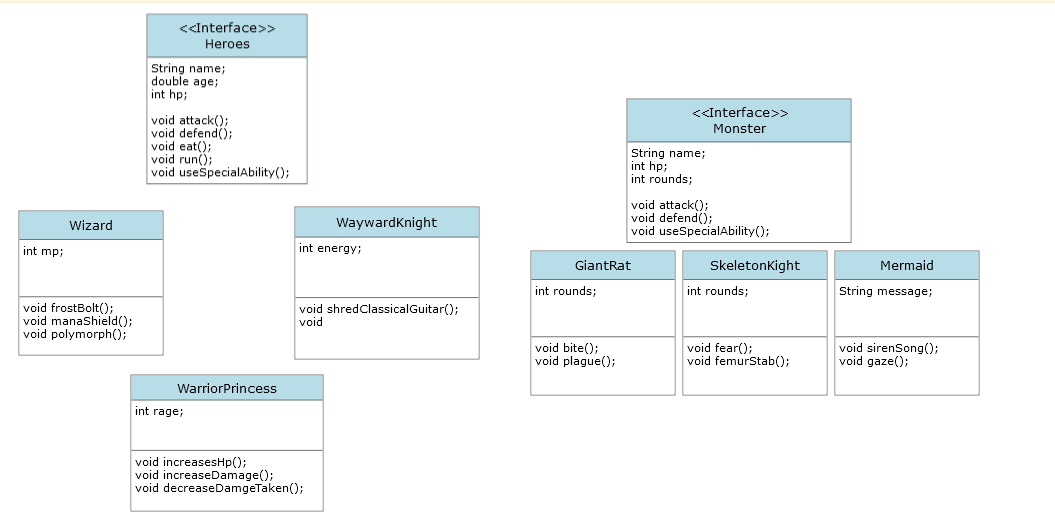 <<Interface>>
Heroes
String name;
double age;
int hp;
void attack();
void defend();
void eat();
void run();
void useSpecialAbility();
<<Interface>>
Monster
String name;
int hp;
int rounds;
void attack();
void defend();
void useSpecialAbility();
Wizard
int mp;
void frostBolt();
void manaShield();
void polymorph();
WaywardKnight
int energy;
void shredClassicalGuitar();
void
GiantRat
int rounds;
void bite();
void plague();
SkeletonKight
int rounds;
void fear();
void femurStab();
Mermaid
String message;
void sirenSong();
void gaze();
WarriorPrincess
int rage;
void increasesHp();
void increaseDamage();
void decreaseDamgeTaken();